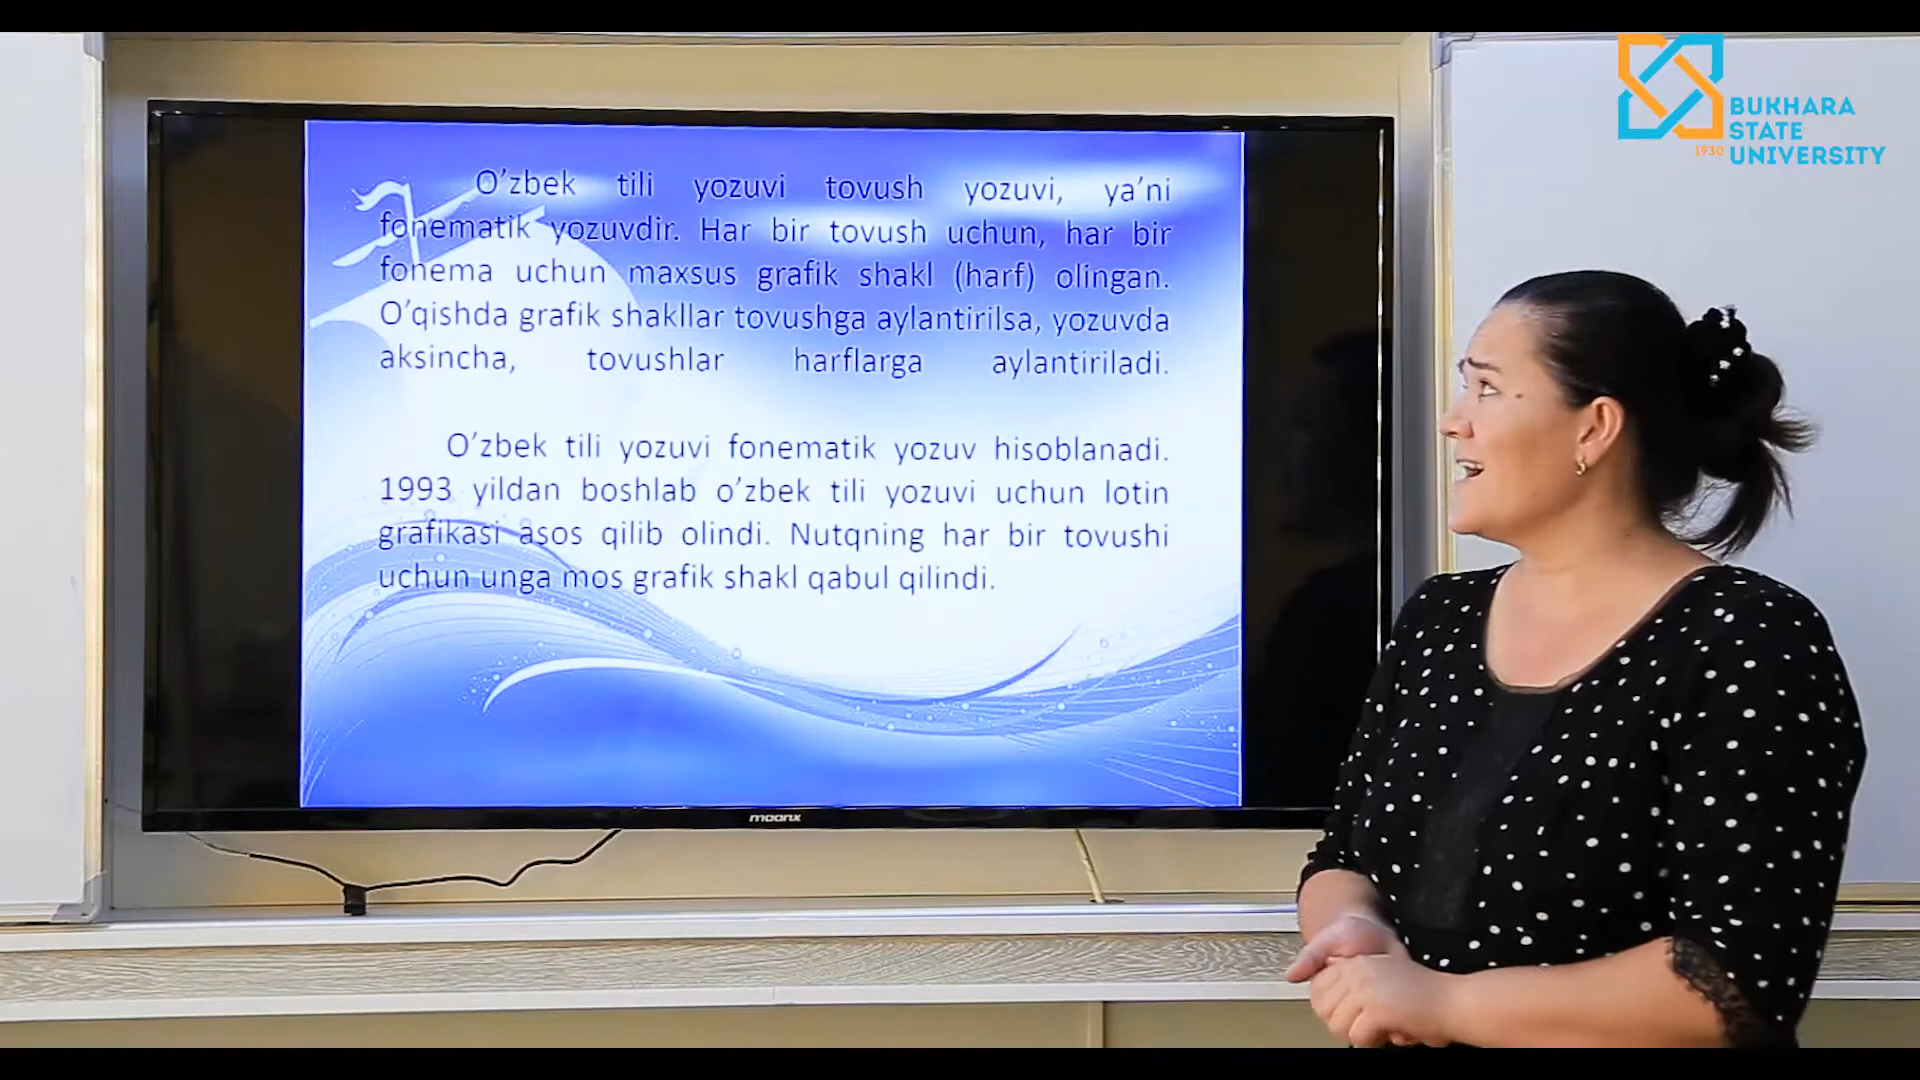 BUKHARA
STATE
1930 UNIVERSITY
O’zbek tili yozuvi tovush yozuvi, ya’ni
fonematik yozuvdir. Har bir tovush uchun, har bir
fonema uchun maxsus grafik shakl (harf) olingan.
O’qishda grafik shakllar tovushga aylantirilsa, yozuvda
aksincha, tovushlar harflarga aylantiriladi.
O’zbek tili yozuvi fonematik yozuv hisoblanadi.
1993 yildan boshlab o’zbek tili yozuvi uchun lotin
grafikasi asos qilib olindi. Nutqning har bir tovushi
uchun unga mos grafik shakl qabul qilindi.
moonx